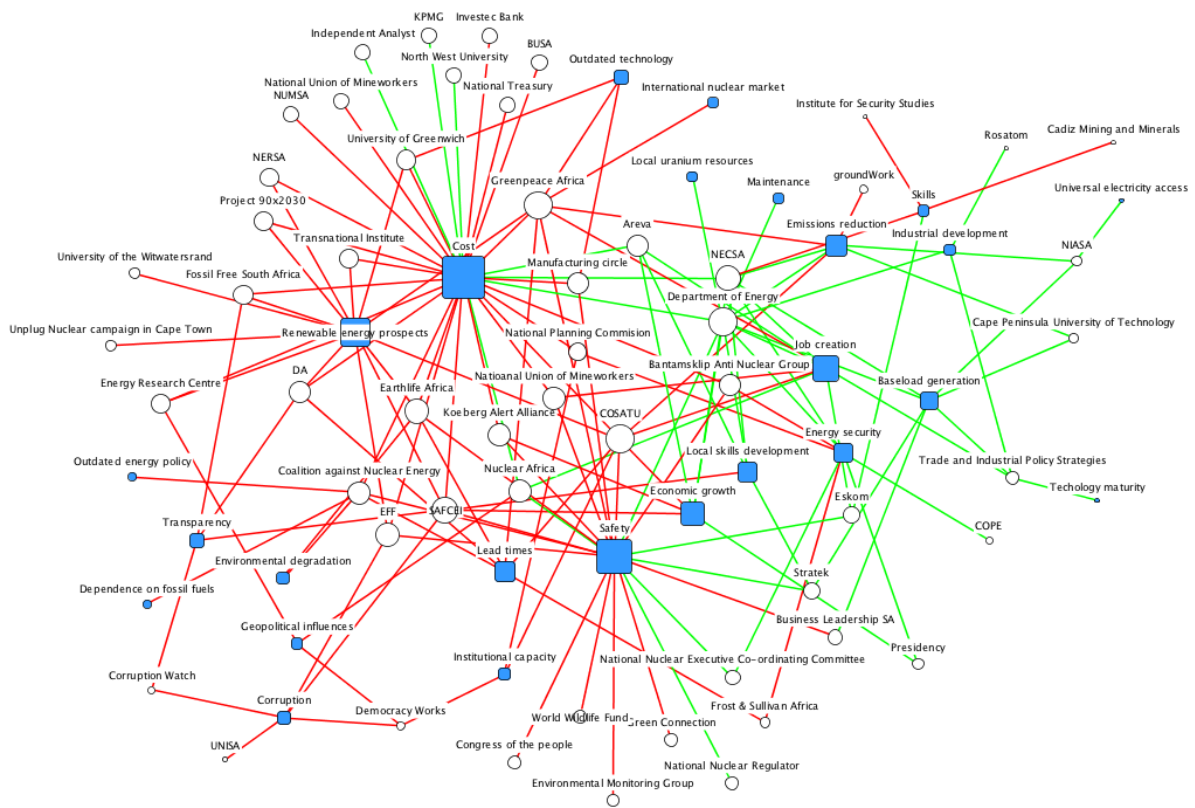 KPMG
Investec Bank
Independent Analyst
BUSA
North West University
Outdated technology
National Union of Mineworkers
National Treasury
International nuclear market
NUMSA
Institute for Security Studies
University of Greenwich
Rosatom
Cadiz Mining and Minerals
NERSA
Local uranium resources
Greenpeace Africa
Maintenance
groundWork
Skills
Universal electricity access
Project 90x2030
Areva
Emissions reduction
Industrial development
Transnational Institute
Cost
NIASA
University of the Witwatersrand
Manufacturing circle
NECSA
Fossil Free South Africa
Department of Energy
Unplug Nuclear campaign in Cape Town
Renewable energy prospects
National Planning Commision
Cape Peninsula University of Technology
Job creation
Bantamsklip Anti Nuclear Group
DA
Natioanal Union of Mineworkers
Energy Research Centre
Earthlife Africa
Baseload generation
Koeberg Alert Alliance
COSATU
Energy security
Outdated energy policy
Coalition against Nuclear Energy
Nuclear Africa
Local skills development
Trade and Industrial Policy Strategies
Economic growth
Eskom
Techology maturity
EFF
SAFCEI
Transparency
Safety
COPE
Environmental degradation
Lead times
Dependence on fossil fuels
Stratek
Geopolitical influences
Business Leadership SA
Presidency
Institutional capacity
National Nuclear Executive Co-ordinating Committee
Corruption Watch
Corruption
Democracy Works
Frost & Sullivan Africa
World Wildlife Fund
Green Connection
UNISA
Congress of the people
National Nuclear Regulator
Environmental Monitoring Group